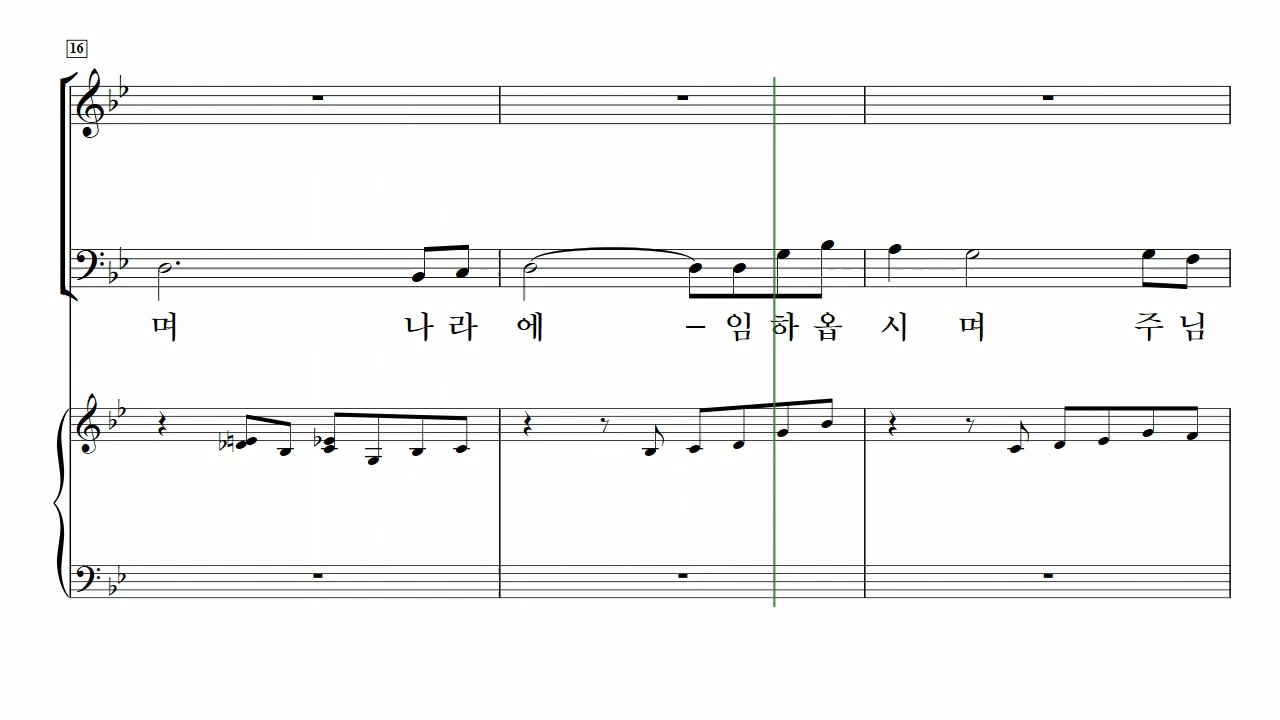 16
며 나 라 에 – 임 하 옵 시 며 주 님